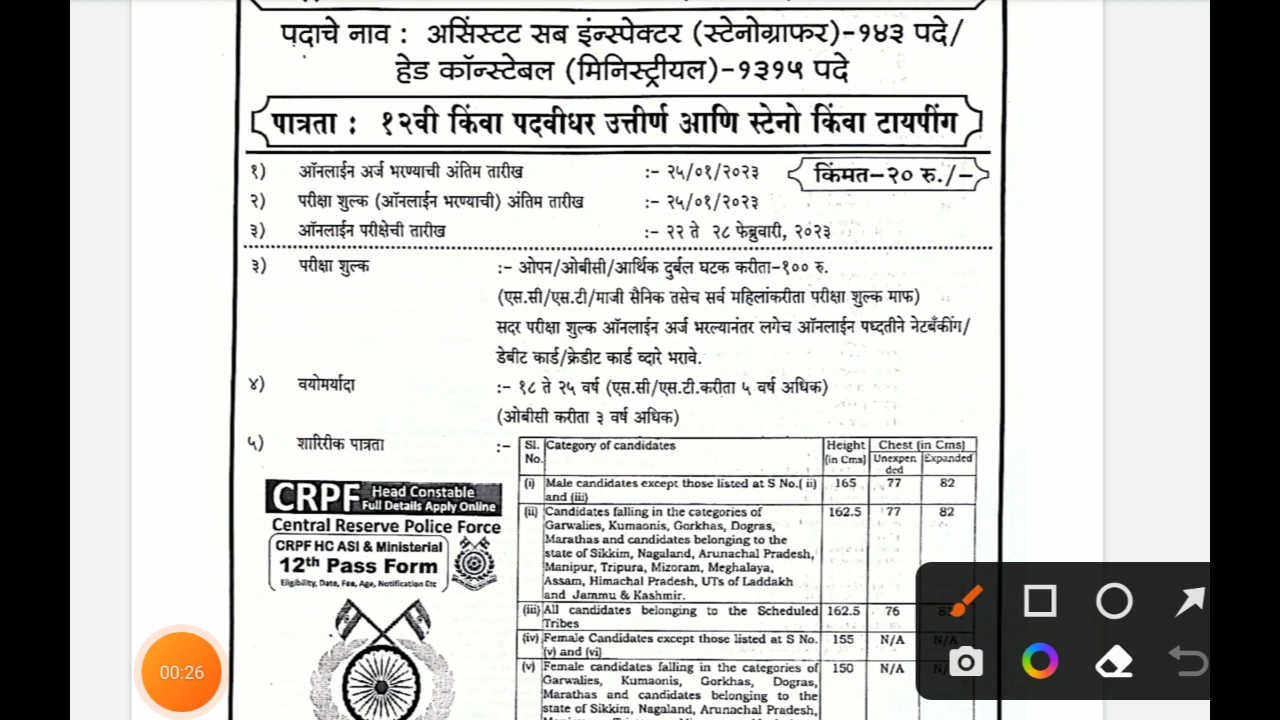 पदाचे नाव : असिंस्टट सब इंन्स्पेक्टर (स्टेनोग्राफर)-१४३ पदे/
हेड कॉन्स्टेबल (मिनिस्ट्रीयल)-१३१५ पदे
पात्रता : १२वी किंवा पदवीधर उत्तीर्ण आणि स्टेनो किंवा टायपींग
१) ऑनलाईन अर्ज भरण्याची अंतिम तारीख :- २५/०१/२०२३ किंमत-२० रु./-
२) परीक्षा शुल्क (ऑनलाईन भरण्याची) अंतिम तारीख :- २५/०१/२०२३
३) ऑनलाईन परीक्षेची तारीख :- २२ ते २८ फेब्रुवारी, २०२३
३) परीक्षा शुल्क :- ओपन/ओबीसी/आर्थिक दुर्बल घटक करीता-१०० रु.
(एस.सी/एस.टी/माजी सैनिक तसेच सर्व महिलांकरीता परीक्षा शुल्क माफ)
सदर परीक्षा शुल्क ऑनलाईन अर्ज भरल्यानंतर लगेच ऑनलाईन पध्दतीने नेटबँकींग/
डेबीट कार्ड/क्रेडीट कार्ड व्दारे भरावे.
४) वयोमर्यादा :- १८ ते २५ वर्ष (एस.सी/एस.टी.करीता ५ वर्ष अधिक)
(ओबीसी करीता ३ वर्ष अधिक)
५) शारिरीक पात्रता :-
CRPF Head Constable
Full Details Apply Online
Central Reserve Police Force
CRPF HC ASI & Ministerial
12th Pass Form
Eligibility, Date, Fee, Age, Notification Etc
Sl. No. Category of candidates Height (in Cms) Chest (in Cms)
Unexpended Expanded
(i) Male candidates except those listed at S No.( ii) 165 77 82
and (iii)
(ii) Candidates falling in the categories of 162.5 77 82
Garwalies, Kumaonis, Gorkhas, Dogras,
Marathas and candidates belonging to the
state of Sikkim, Nagaland, Arunachal Pradesh,
Manipur, Tripura, Mizoram, Meghalaya,
Assam, Himachal Pradesh, UTs of Laddakh
and Jammu & Kashmir.
(iii) All candidates belonging to the Scheduled 162.5 76
Tribes
(iv) Female Candidates except those listed at S No. 155 N/A N/A
(v) and (vi)
(v) Female candidates falling in the categories of 150 N/A
Garwalies, Kumaonis, Gorkhas, Dogras,
Marathas and candidates belonging to the
state of Sikkim, Nagaland, Arunachal Pradesh,
00:26